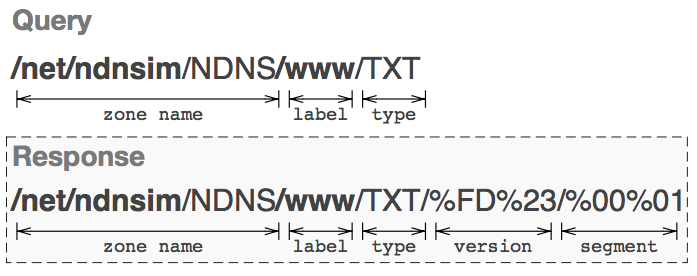 Query
/net/ndnsim/NDNS/www/TXT
zone name label type
Response
/net/ndnsim/NDNS/www/TXT/%FD%23/%00%01
zone name label type version segment